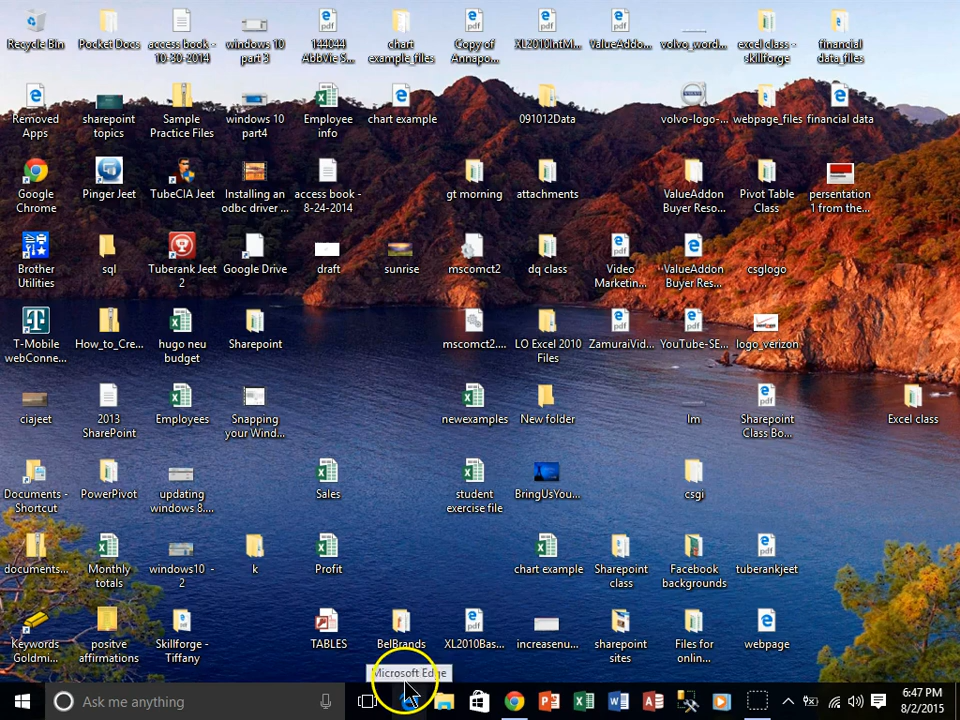 Recycle Bin
Pocket Docs
access book -
10-30-2014
windows 10
part 3
144044
AbbVie S...
chart
example_files
Copy of
Annapo...
XL2010IntM...
ValueAddo...
volvo_word...
excel class -
skillforge
financial
data_files
Removed
Apps
sharepoint
topics
Sample
Practice Files
windows 10
part4
Employee
info
chart example
091012Data
volvo-logo-...
webpage_files
financial data
Google
Chrome
Pinger Jeet
TubeCIA Jeet
Installing an
odbc driver ...
access book -
8-24-2014
gt morning
attachments
ValueAddon
Buyer Reso...
Pivot Table
Class
persentation
1 from the...
Brother
Utilities
sql
Tuberank Jeet
2
Google Drive
draft
sunrise
mscomct2
dq class
Video
Marketin...
ValueAddon
Buyer Res...
csglogo
T-Mobile
webConne...
How_to_Cre...
hugo neu
budget
Sharepoint
mscomct2....
LO Excel 2010
Files
ZamuraiVid...
YouTube-SE...
logo_verizon
ciajeet
2013
SharePoint
Employees
Snapping
your Wind...
newexamples
New folder
lm
Sharepoint
Class Bo...
Excel class
Documents -
Shortcut
PowerPivot
updating
windows 8....
Sales
student
exercise file
BringUsYou...
csgi
documents...
Monthly
totals
windows10 -
2
k
Profit
chart example
Sharepoint
class
Facebook
backgrounds
tuberankjeet
Keywords
Goldmi...
positve
affirmations
Skillforge -
Tiffany
TABLES
BelBrands
XL2010Bas...
increasenu...
sharepoint
sites
Files for
onlin...
webpage
Microsoft Edge
Ask me anything
6:47 PM
8/2/2015